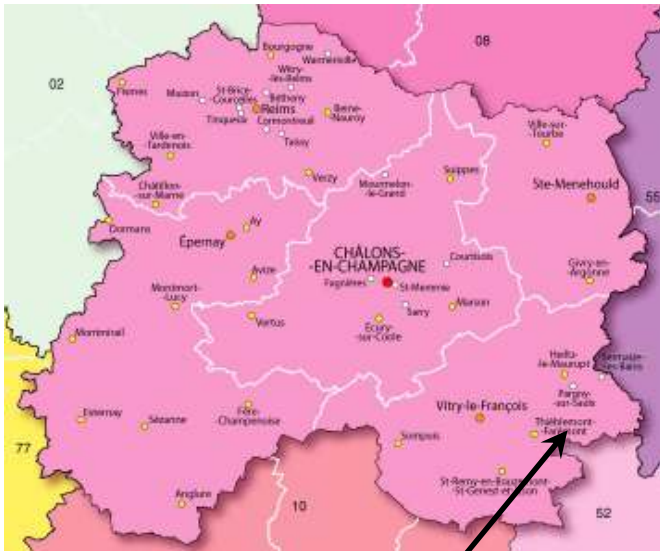 08
02
Bourgogne
Warmeriville
Witry-
-lès-Reims
Fismes
Muizon
St-Brice-
Courcelles
Bétheny
Reims
Tinqueux
Cormontreuil
Beine-
Nauroy
Taissy
Ville-en-
-Tardenois
Ville-sur-
-Tourbe
Verzy
Mourmelon-
le-Grand
Suippes
Ste-Menehould
Châtillon-
-sur-Marne
55
Dormans
Ay
Épernay
CHÂLONS-
-EN-CHAMPAGNE
Courtisols
Avize
Fagnières
St-Memmie
Givry-en-
Argonne
Montmort-
-Lucy
Sarry
Marson
Vertus
Écury-
-sur-Coole
Montmirail
Heiltz-
-le-Maurupt
Sermaize-
-les-Bains
Pargny-
-sur-Saulx
Esternay
Sézanne
Fère-
Champenoise
Vitry-le-François
Thiéblemont-
-Farémont
77
Sompuis
St-Remy-en-Bouzemont-
-St-Genest-et-Isson
Anglure
10
52